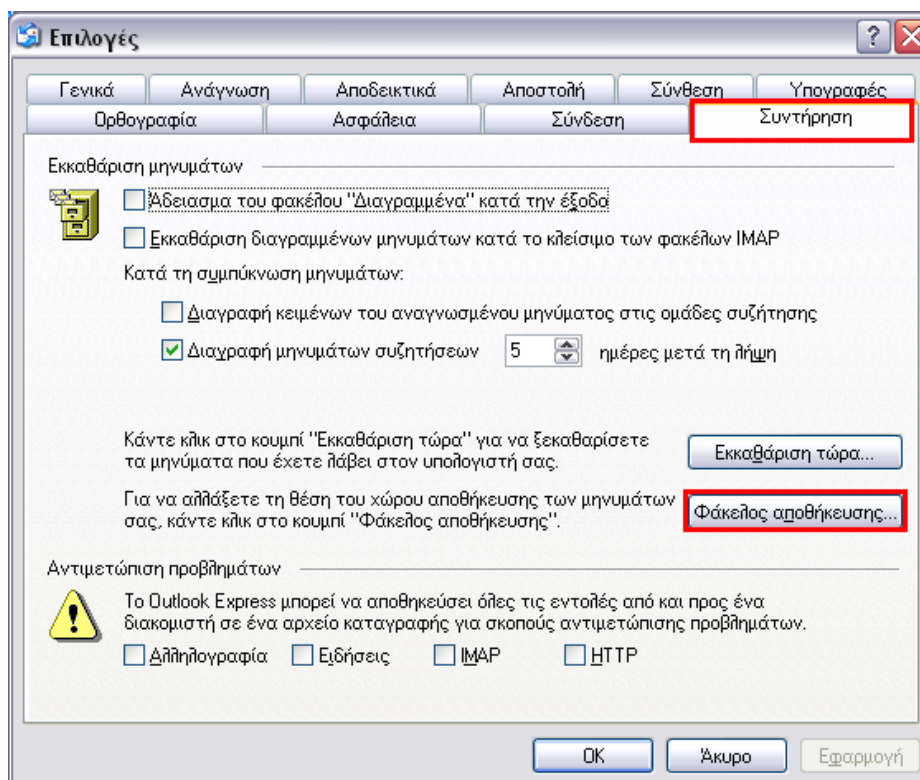 Επιλογές
Γενικά Ανάγνωση Αποδεικτικά Αποστολή Σύνθεση Υπογραφές
Ορθογραφία Ασφάλεια Σύνδεση Συντήρηση
Εκκαθάριση μηνυμάτων
Άδειασμα του φακέλου "Διαγραμμένα" κατά την έξοδο
Εκκαθάριση διαγραμμένων μηνυμάτων κατά το κλείσιμο των φακέλων IMAP
Κατά τη συμπύκνωση μηνυμάτων:
Διαγραφή κειμένων του αναγνωσμένου μηνύματος στις ομάδες συζήτησης
Διαγραφή μηνυμάτων συζητήσεων 5 ημέρες μετά τη λήψη
Κάντε κλικ στο κουμπί "Εκκαθάριση τώρα" για να ξεκαθαρίσετε
τα μηνύματα που έχετε λάβει στον υπολογιστή σας.
Εκκαθάριση τώρα...
Για να αλλάξετε τη θέση του χώρου αποθήκευσης των μηνυμάτων
σας, κάντε κλικ στο κουμπί "Φάκελος αποθήκευσης".
Φάκελος αποθήκευσης...
Αντιμετώπιση προβλημάτων
Το Outlook Express μπορεί να αποθηκεύσει όλες τις εντολές από και προς ένα
διακομιστή σε ένα αρχείο καταγραφής για σκοπούς αντιμετώπισης προβλημάτων.
Αλληλογραφία Ειδήσεις IMAP HTTP
OK Άκυρο Εφαρμογή